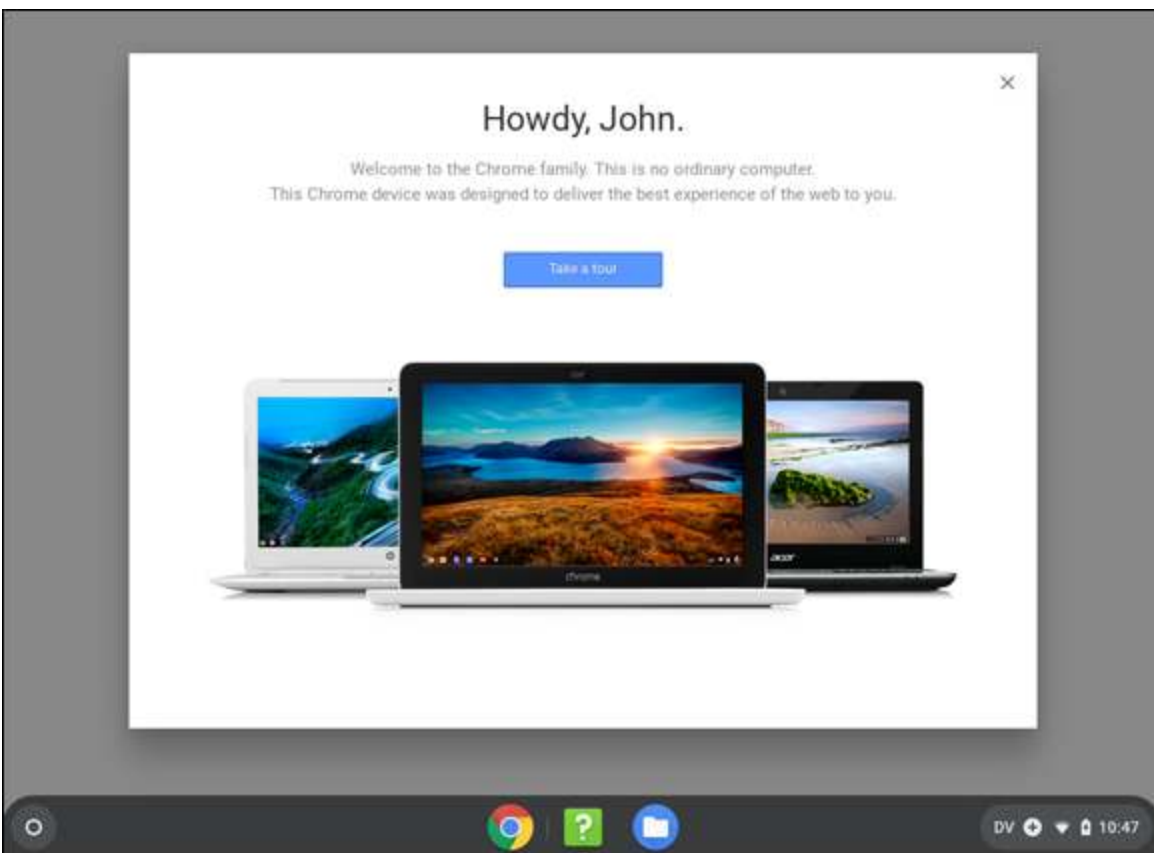 Howdy, John.
Welcome to the Chrome family. This is no ordinary computer.
This Chrome device was designed to deliver the best experience of the web to you.
Take a tour
chrome
acer
?
DV
10:47